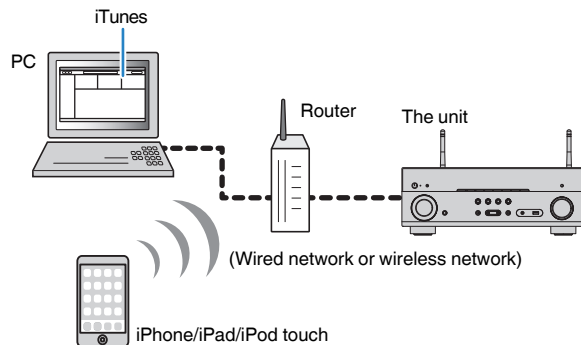 iTunes
PC
Router
The unit
(Wired network or wireless network)
iPhone/iPad/iPod touch